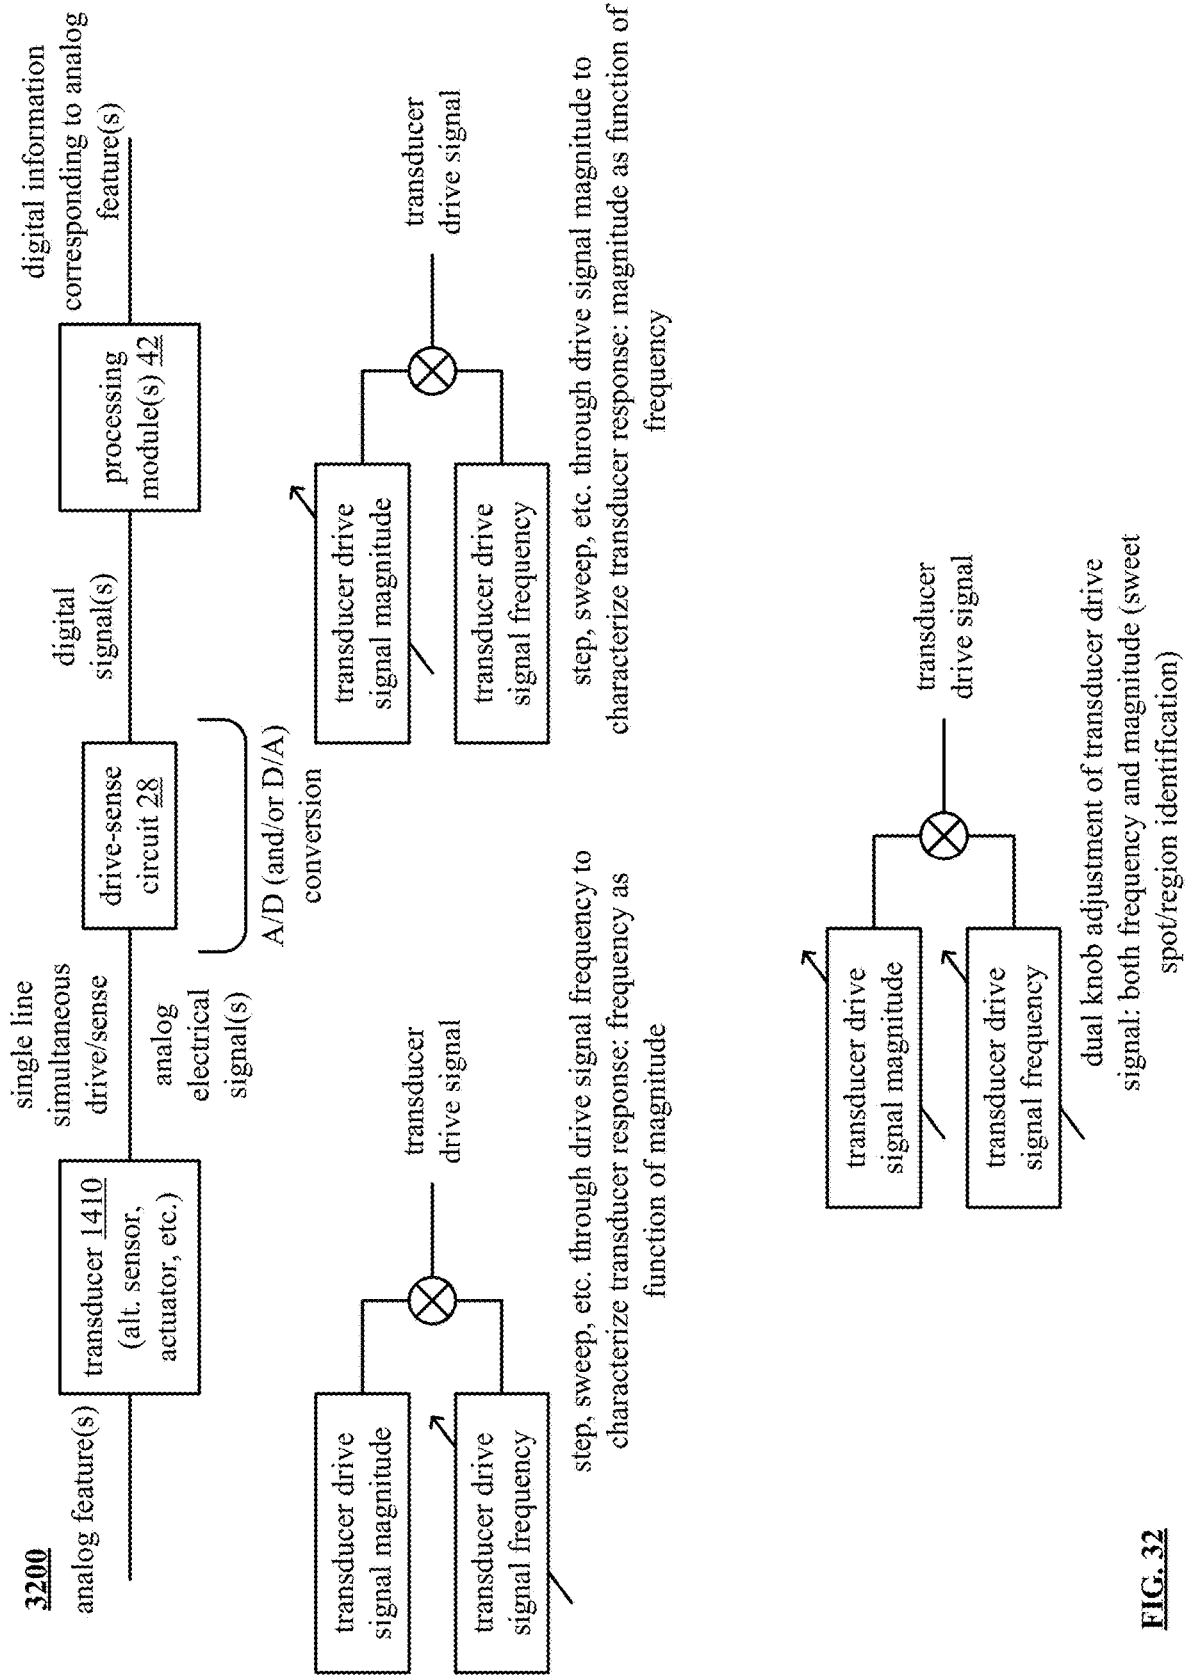 3200
analog feature(s)
transducer 1410
(alt. sensor,
actuator, etc.)
single line
simultaneous
drive/sense
analog
electrical
signal(s)
drive-sense
circuit 28
A/D (and/or D/A)
conversion
digital
signal(s)
processing
module(s) 42
digital information
corresponding to analog
feature(s)
transducer drive
signal magnitude
transducer drive
signal frequency
transducer
drive signal
step, sweep, etc. through drive signal frequency to
characterize transducer response: frequency as
function of magnitude
transducer drive
signal magnitude
transducer drive
signal frequency
transducer
drive signal
step, sweep, etc. through drive signal magnitude to
characterize transducer response: magnitude as function of
frequency
transducer drive
signal magnitude
transducer drive
signal frequency
transducer
drive signal
dual knob adjustment of transducer drive
signal: both frequency and magnitude (sweet
spot/region identification)
FIG. 32